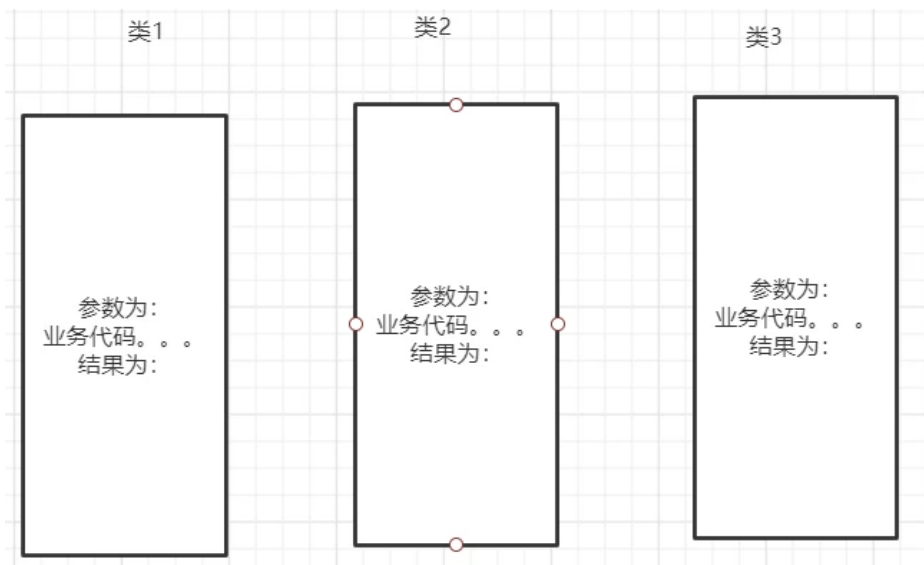 类1
类2
类3
参数为：
业务代码。。。
结果为：
参数为：
业务代码。。。
结果为：
参数为：
业务代码。。。
结果为：